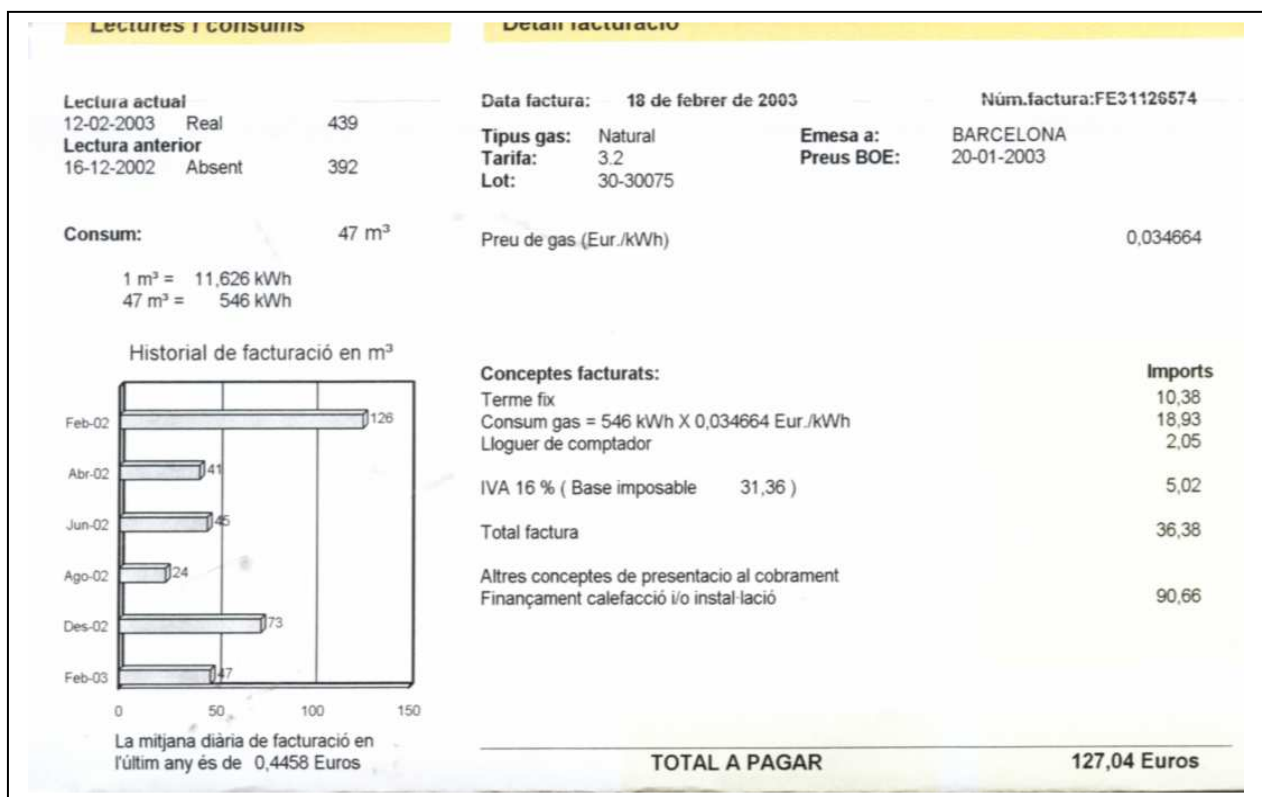 Lectures i consums
Lectura actual
12-02-2003 Real 439
Lectura anterior
16-12-2002 Absent 392
Consum: 47 m³
1 m³ = 11,626 kWh
47 m³ = 546 kWh
Historial de facturació en m³
Feb-02 126
Abr-02 41
Jun-02 45
Ago-02 24
Des-02 73
Feb-03 47
0 50 100 150
La mitjana diària de facturació en
l'últim any és de 0,4458 Euros
Detall facturació
Data factura: 18 de febrer de 2003 Núm.factura:FE31126574
Tipus gas: Natural Emesa a: BARCELONA
Tarifa: 3.2 Preus BOE: 20-01-2003
Lot: 30-30075
Preu de gas (Eur./kWh) 0,034664
Conceptes facturats: Imports
Terme fix 10,38
Consum gas = 546 kWh X 0,034664 Eur./kWh 18,93
Lloguer de comptador 2,05
IVA 16 % ( Base imposable 31,36 ) 5,02
Total factura 36,38
Altres conceptes de presentacio al cobrament
Finançament calefacció i/o instal·lació 90,66
TOTAL A PAGAR 127,04 Euros